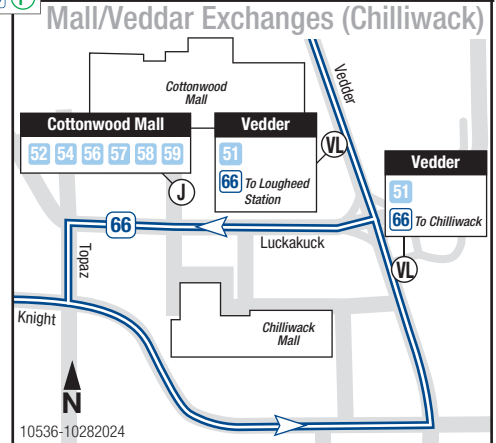 P
Mall/Veddar Exchanges (Chilliwack)
Cottonwood
Mall
Vedder
Cottonwood Mall
52 54 56 57 58 59
J
Vedder
51
66 To Lougheed
Station
VL
Vedder
51
66 To Chilliwack
VL
66
Luckakuck
Topaz
Knight
Chilliwack
Mall
N
10536-10282024